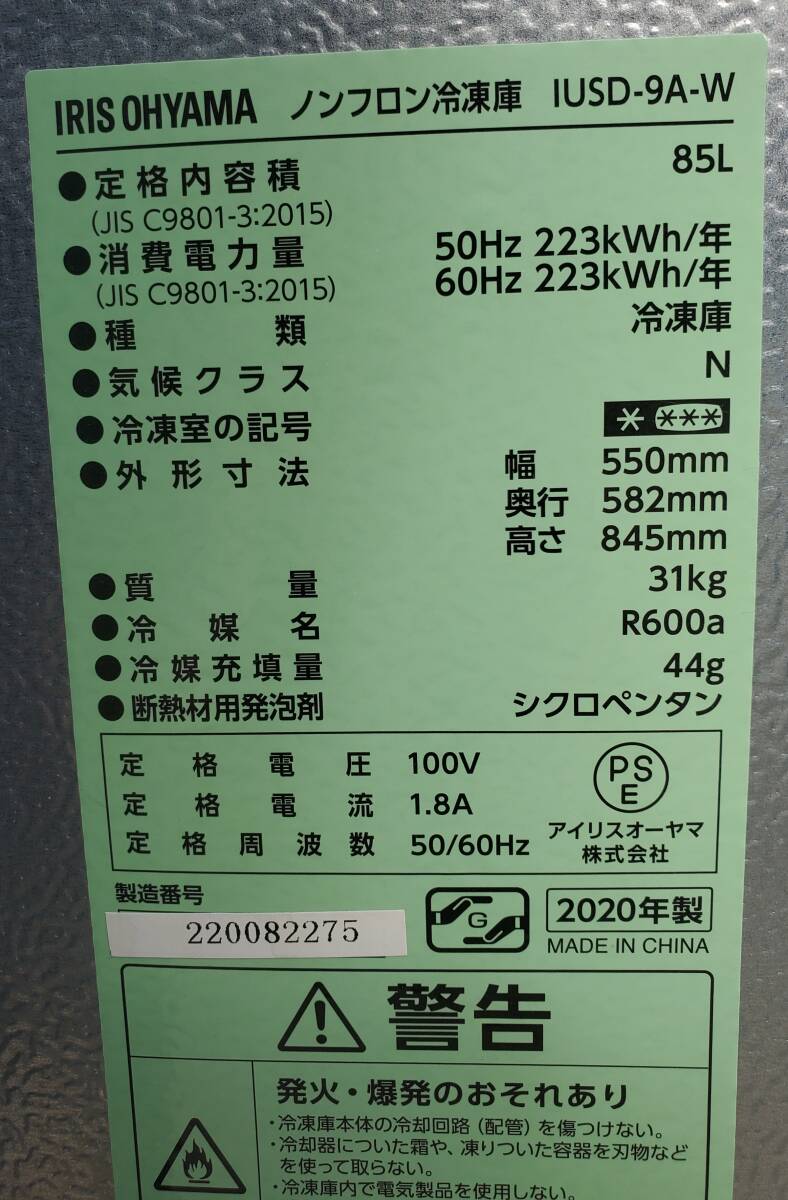 IRIS OHYAMA ノンフロン冷凍庫 IUSD-9A-W
●定格内容積 85L
(JIS C9801-3:2015)
●消費電力量 50Hz 223kWh/年
(JIS C9801-3:2015) 60Hz 223kWh/年
●種類 冷凍庫
●気候クラス N
●冷凍室の記号 * ***
●外形寸法 幅 550mm
奥行 582mm
高さ 845mm
●質量 31kg
●冷媒名 R600a
●冷媒充填量 44g
●断熱材用発泡剤 シクロペンタン
定格電圧 100V
定格電流 1.8A
定格周波数 50/60Hz
PS
E
アイリスオーヤマ
株式会社
製造番号
220082275
G
2020年製
MADE IN CHINA
警告
発火・爆発のおそれあり
・冷凍庫本体の冷却回路（配管）を傷つけない。
・冷却器についた霜や、凍りついた容器を刃物など
を使って取らない。
・冷凍庫内で電気製品を使用しない。